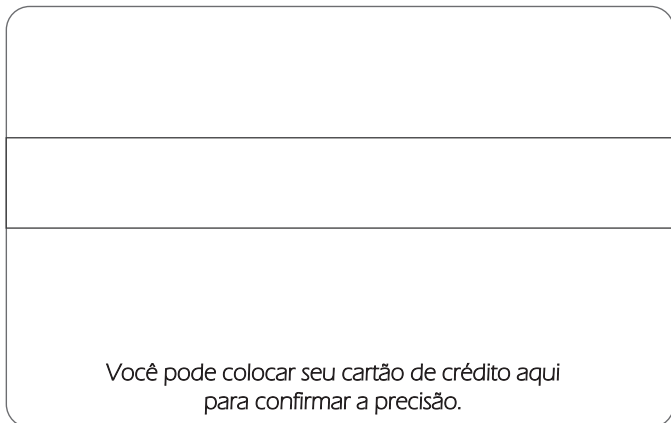 Você pode colocar seu cartão de crédito aqui
para confirmar a precisão.